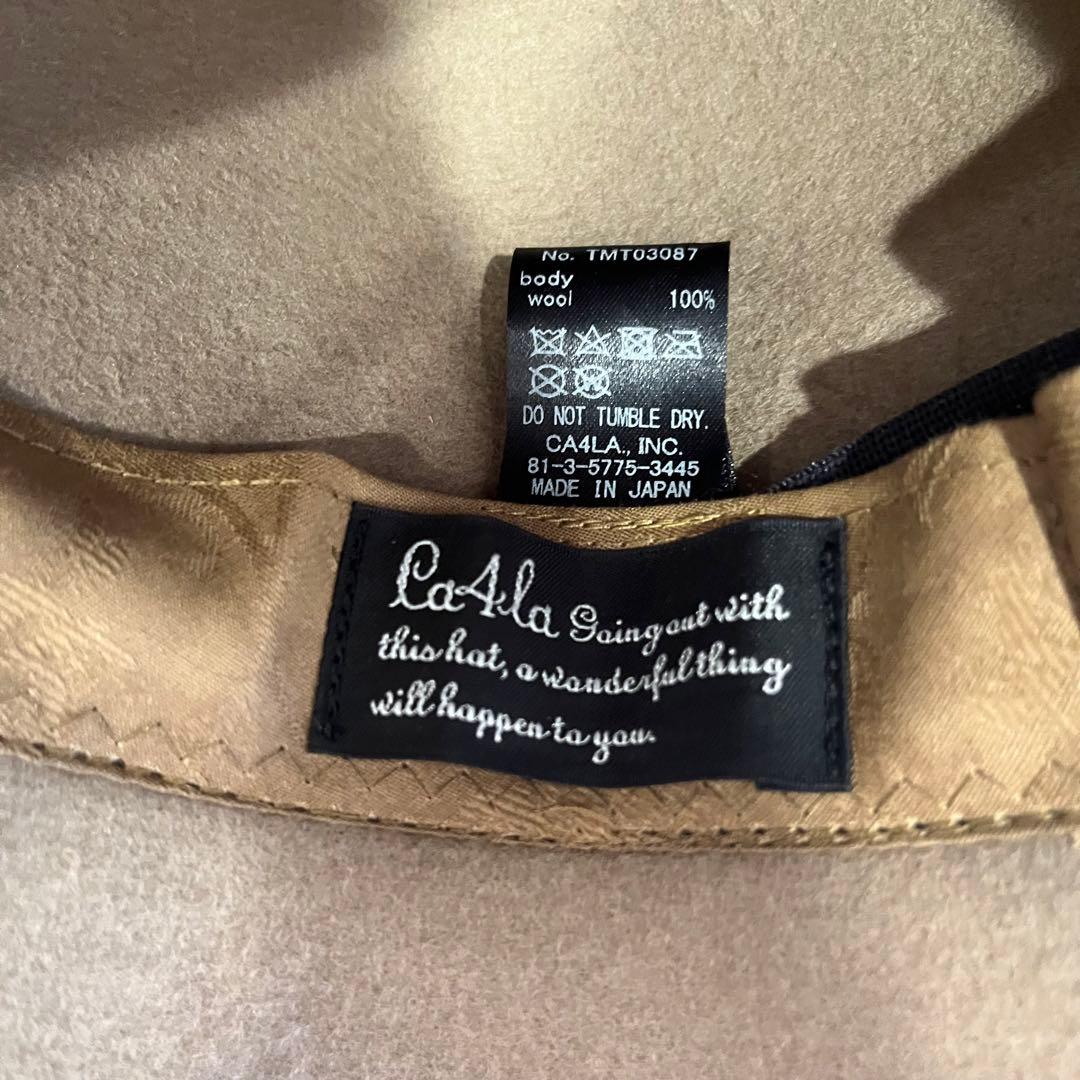 No. TMT03087
body
wool 100%
DO NOT TUMBLE DRY.
CA4LA., INC.
81-3-5775-3445
MADE IN JAPAN
Ca4la Going out with
this hat, a wonderful thing
will happen to you.